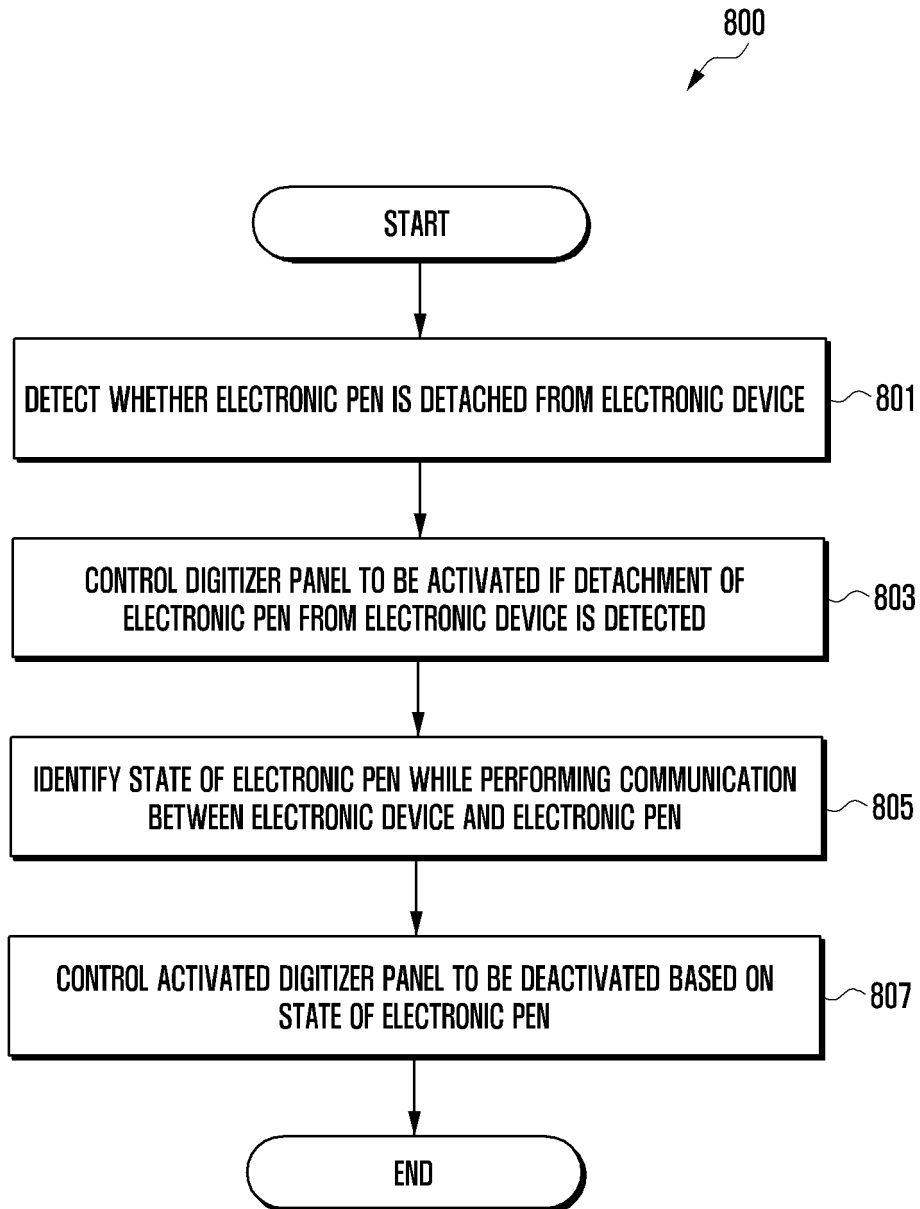 800
START
DETECT WHETHER ELECTRONIC PEN IS DETACHED FROM ELECTRONIC DEVICE
801
CONTROL DIGITIZER PANEL TO BE ACTIVATED IF DETACHMENT OF
ELECTRONIC PEN FROM ELECTRONIC DEVICE IS DETECTED
803
IDENTIFY STATE OF ELECTRONIC PEN WHILE PERFORMING COMMUNICATION
BETWEEN ELECTRONIC DEVICE AND ELECTRONIC PEN
805
CONTROL ACTIVATED DIGITIZER PANEL TO BE DEACTIVATED BASED ON
STATE OF ELECTRONIC PEN
807
END